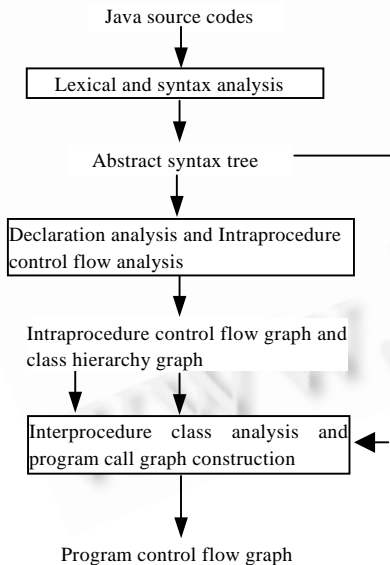 Java source codes
Lexical and syntax analysis
Abstract syntax tree
Declaration analysis and Intraprocedure
control flow analysis
Intraprocedure control flow graph and
class hierarchy graph
Interprocedure class analysis and
program call graph construction
Program control flow graph